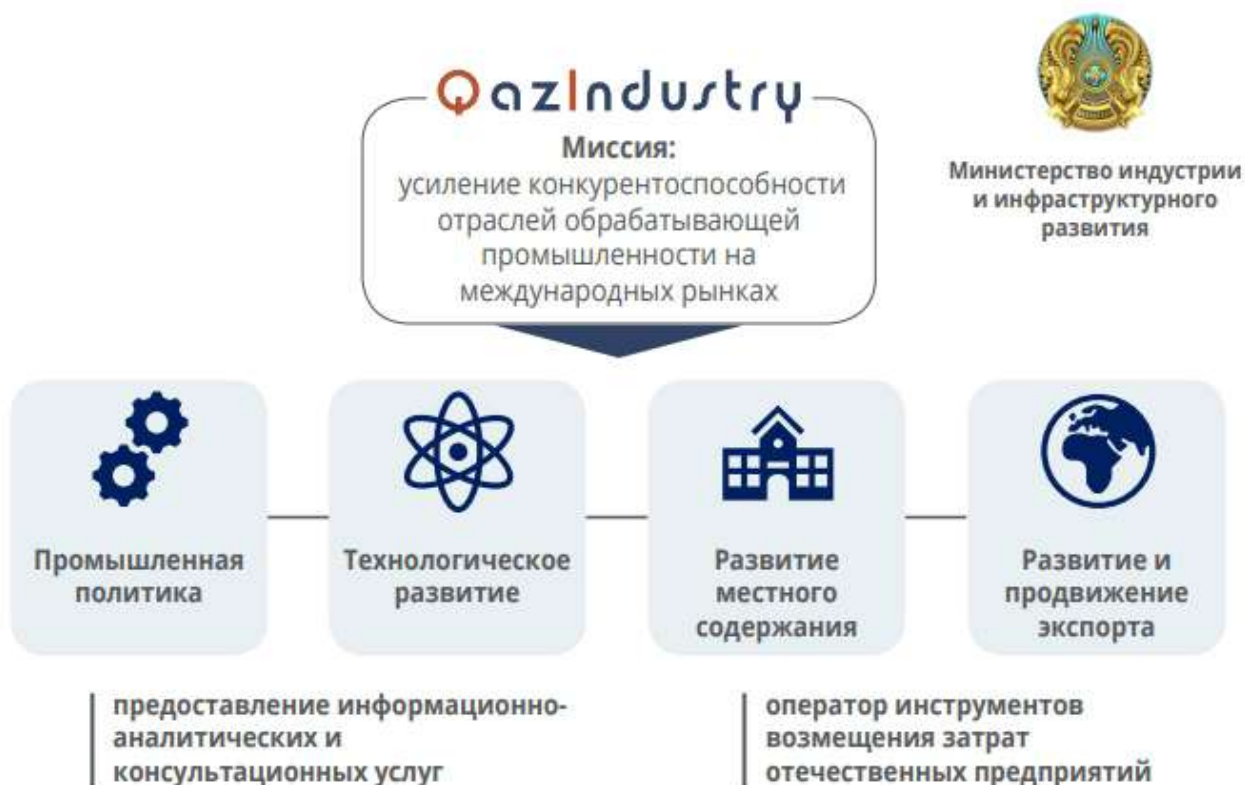 QazIndustry
Миссия:
усиление конкурентоспособности
отраслей обрабатывающей
промышленности на
международных рынках
Министерство индустрии
и инфраструктурного
развития
Промышленная
политика
Технологическое
развитие
Развитие
местного
содержания
Развитие и
продвижение
экспорта
предоставление информационно-
аналитических и
консультационных услуг
оператор инструментов
возмещения затрат
отечественных предприятий